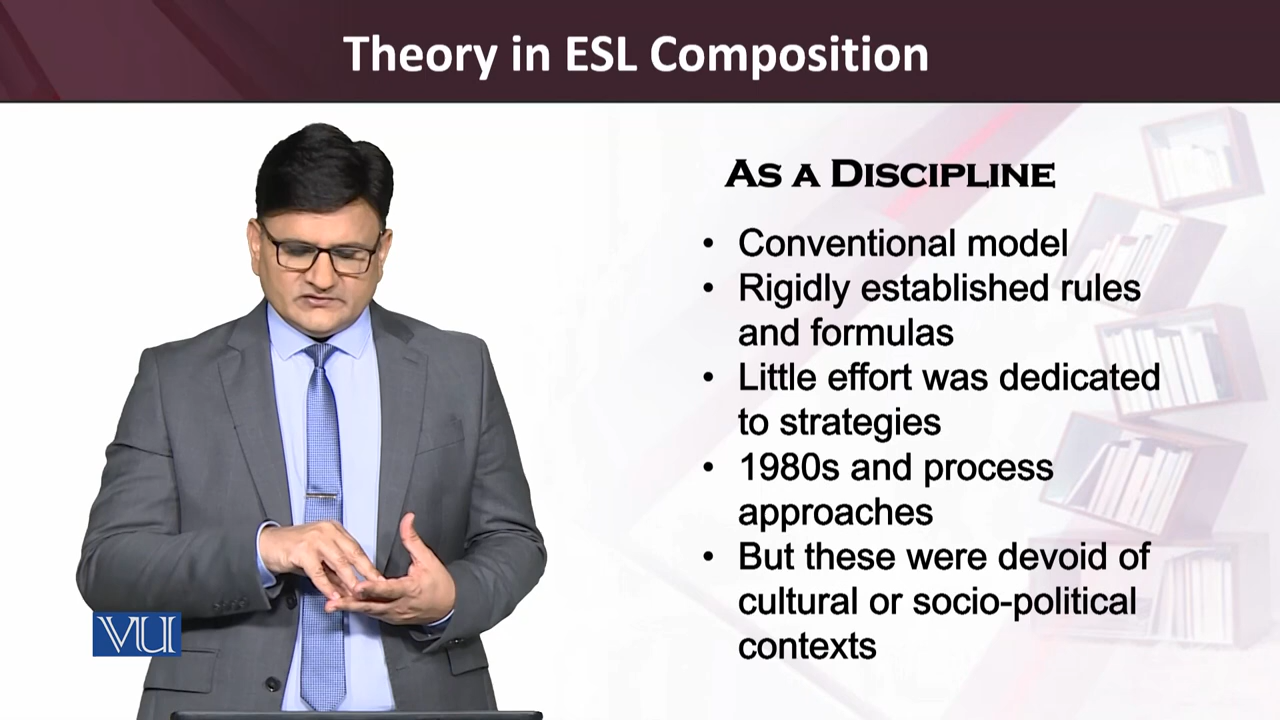 Theory in ESL Composition
AS A DISCIPLINE
• Conventional model
• Rigidly established rules
and formulas
• Little effort was dedicated
to strategies
• 1980s and process
approaches
• But these were devoid of
cultural or socio-political
contexts
VU